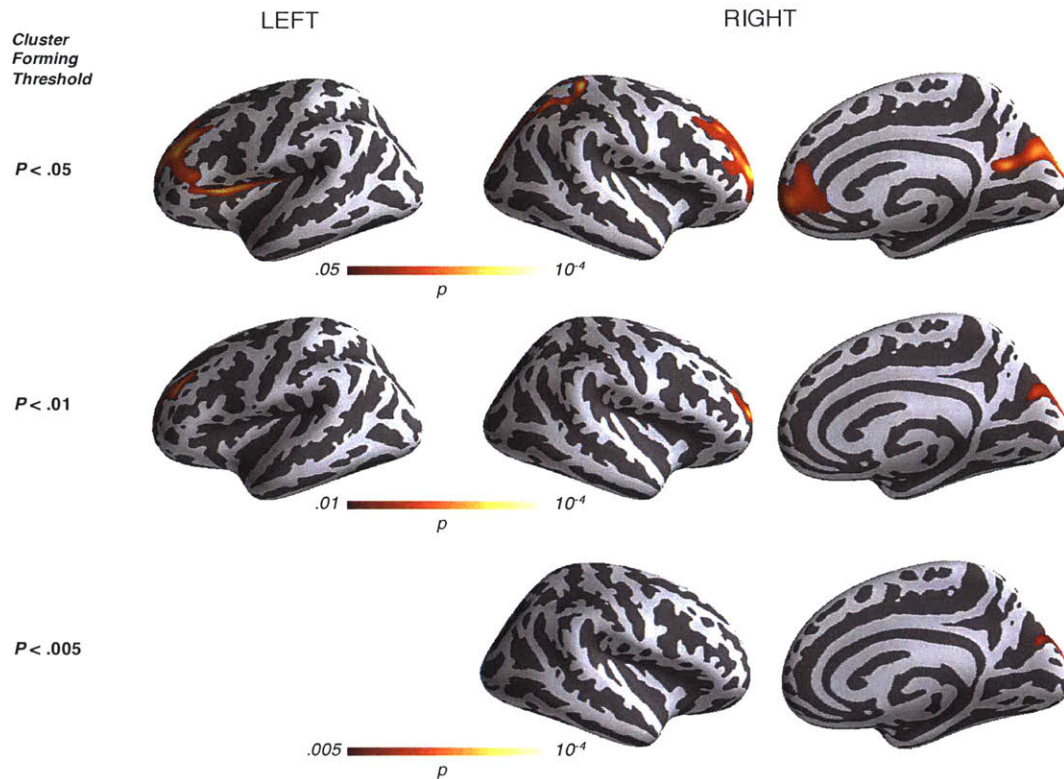 LEFT
RIGHT
Cluster
Forming
Threshold
P < .05
.05 10-4
p
P < .01
.01 10-4
p
P < .005
.005 10-4
p